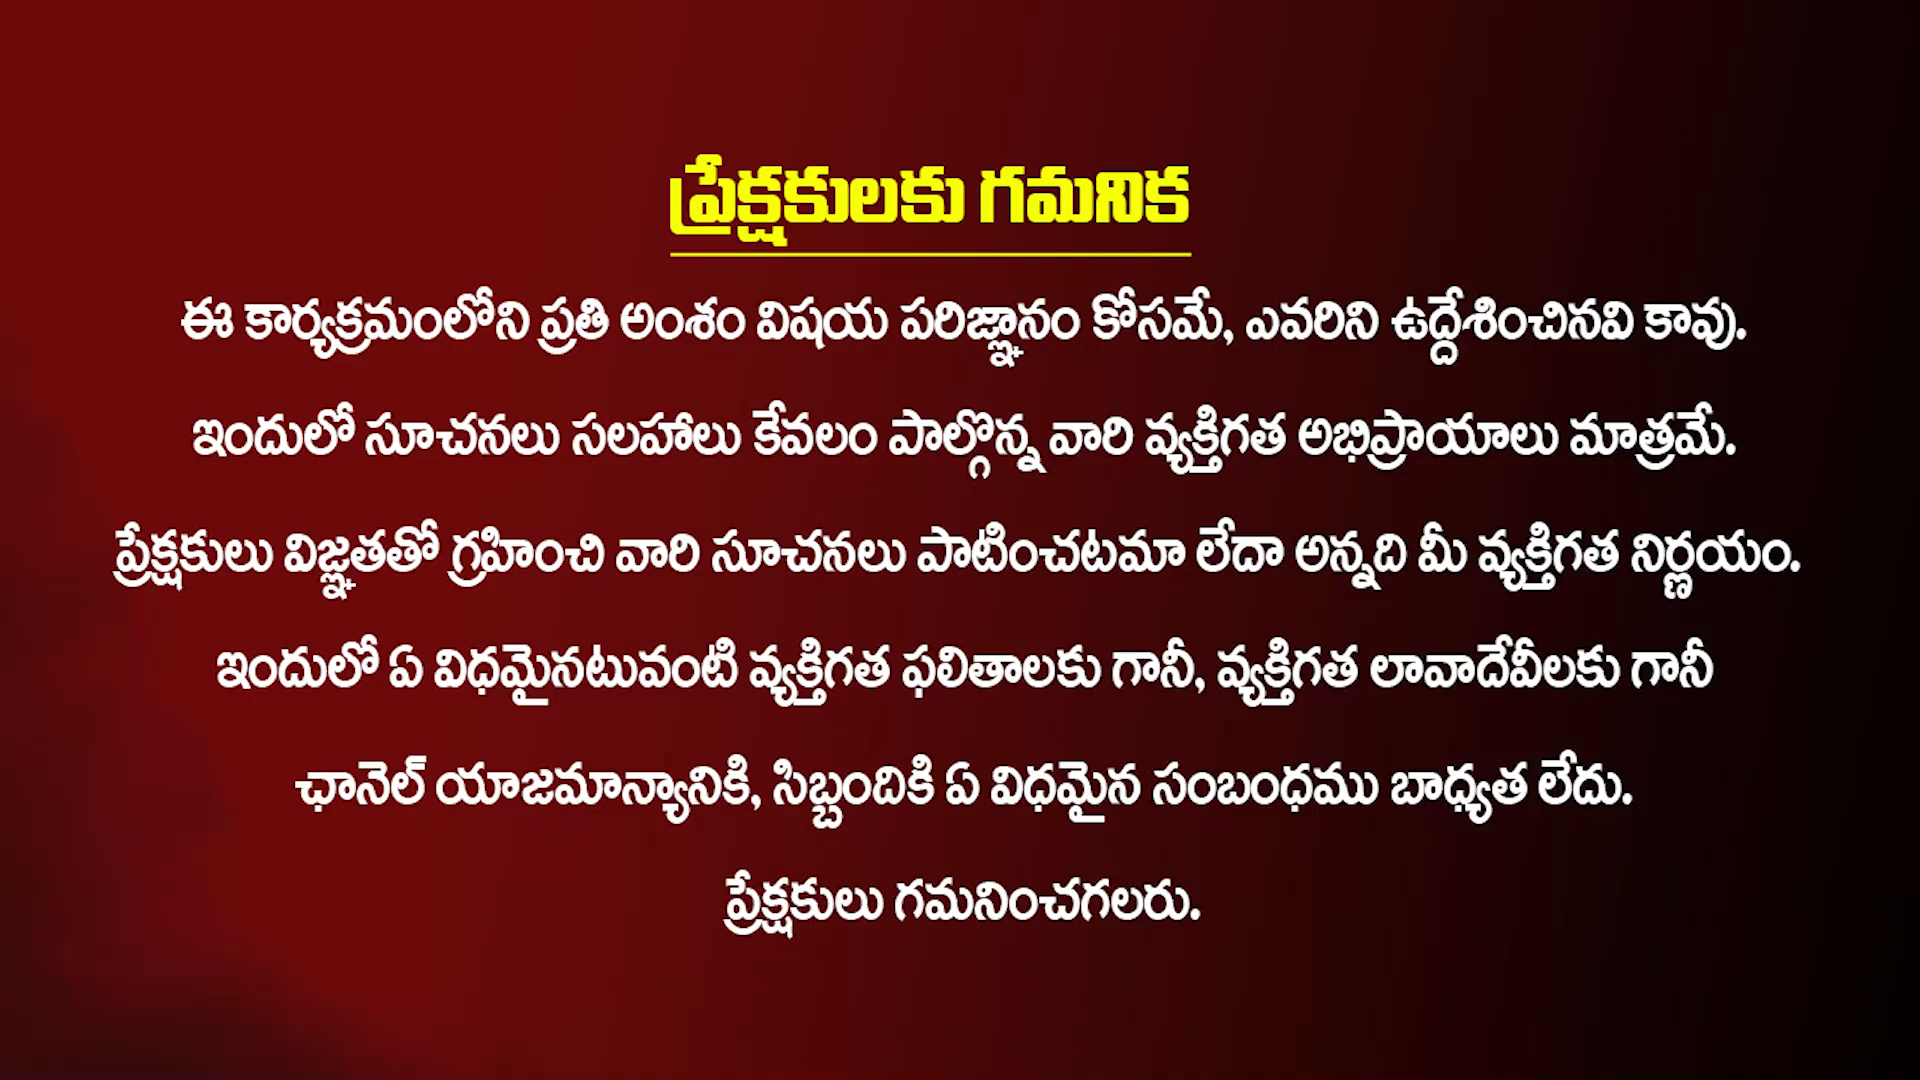 ప్రేక్షకులకు గమనిక
ఈ కార్యక్రమంలోని ప్రతి అంశం విషయ పరిజ్ఞానం కోసమే, ఎవరిని ఉద్దేశించినవి కావు.
ఇందులో సూచనలు సలహాలు కేవలం పాల్గొన్న వారి వ్యక్తిగత అభిప్రాయాలు మాత్రమే.
ప్రేక్షకులు విజ్ఞతతో గ్రహించి వారి సూచనలు పాటించటమా లేదా అన్నది మీ వ్యక్తిగత నిర్ణయం.
ఇందులో ఏ విధమైనటువంటి వ్యక్తిగత ఫలితాలకు గానీ, వ్యక్తిగత లావాదేవీలకు గానీ
ఛానెల్ యాజమాన్యానికి, సిబ్బందికి ఏ విధమైన సంబంధము బాధ్యత లేదు.
ప్రేక్షకులు గమనించగలరు.